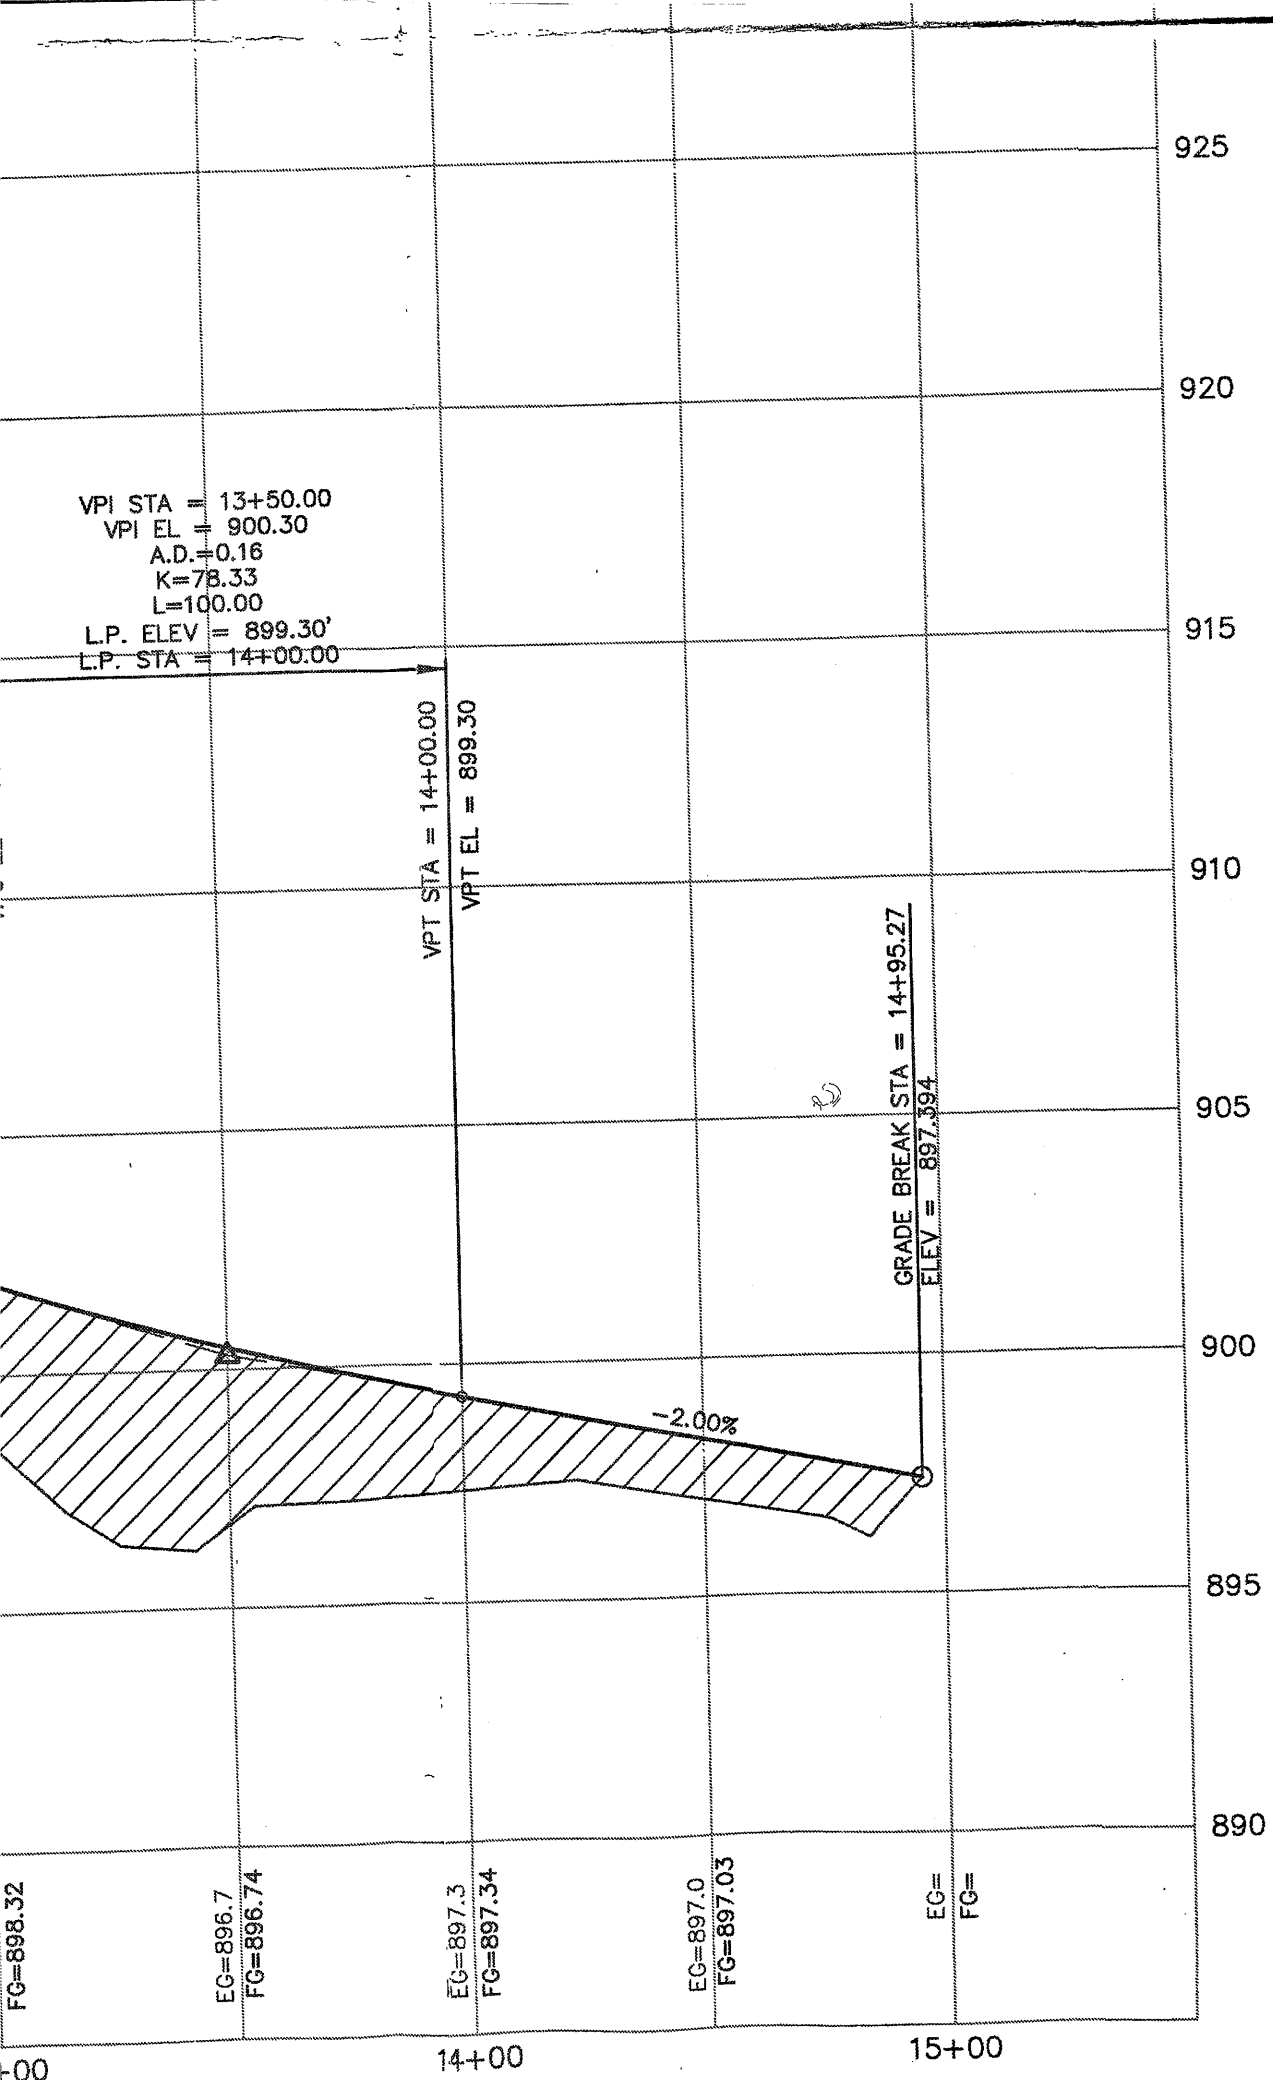 925
920
VPI STA = 13+50.00
VPI EL = 900.30
A.D.=0.16
K=78.33
L=100.00
L.P. ELEV = 899.30'
L.P. STA = 14+00.00
915
VPT STA = 14+00.00
VPT EL = 899.30
910
GRADE BREAK STA = 14+95.27
ELEV = 897.394
905
900
-2.00%
895
890
FG=898.32
EG=896.7
FG=896.74
EG=897.3
FG=897.34
EG=897.0
FG=897.03
EG=
FG=
+00
14+00
15+00